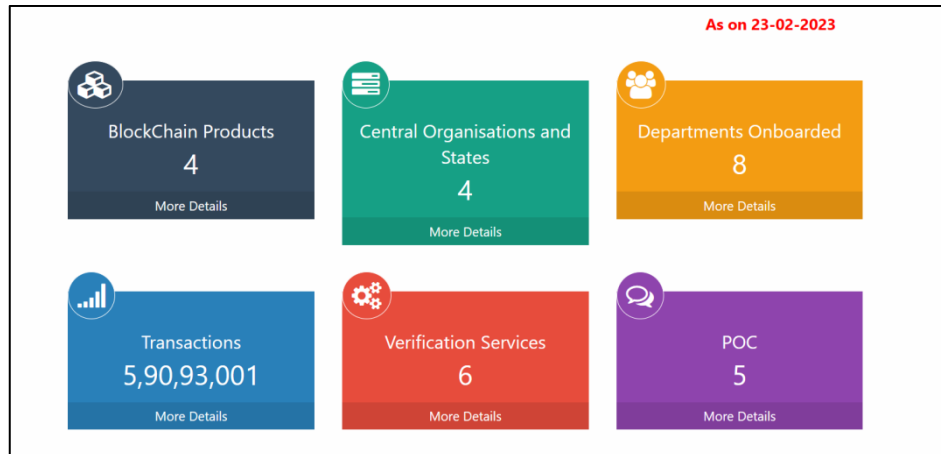 As on 23-02-2023
BlockChain Products
4
More Details
Central Organisations and
States
4
More Details
Departments Onboarded
8
More Details
Transactions
5,90,93,001
More Details
Verification Services
6
More Details
POC
5
More Details